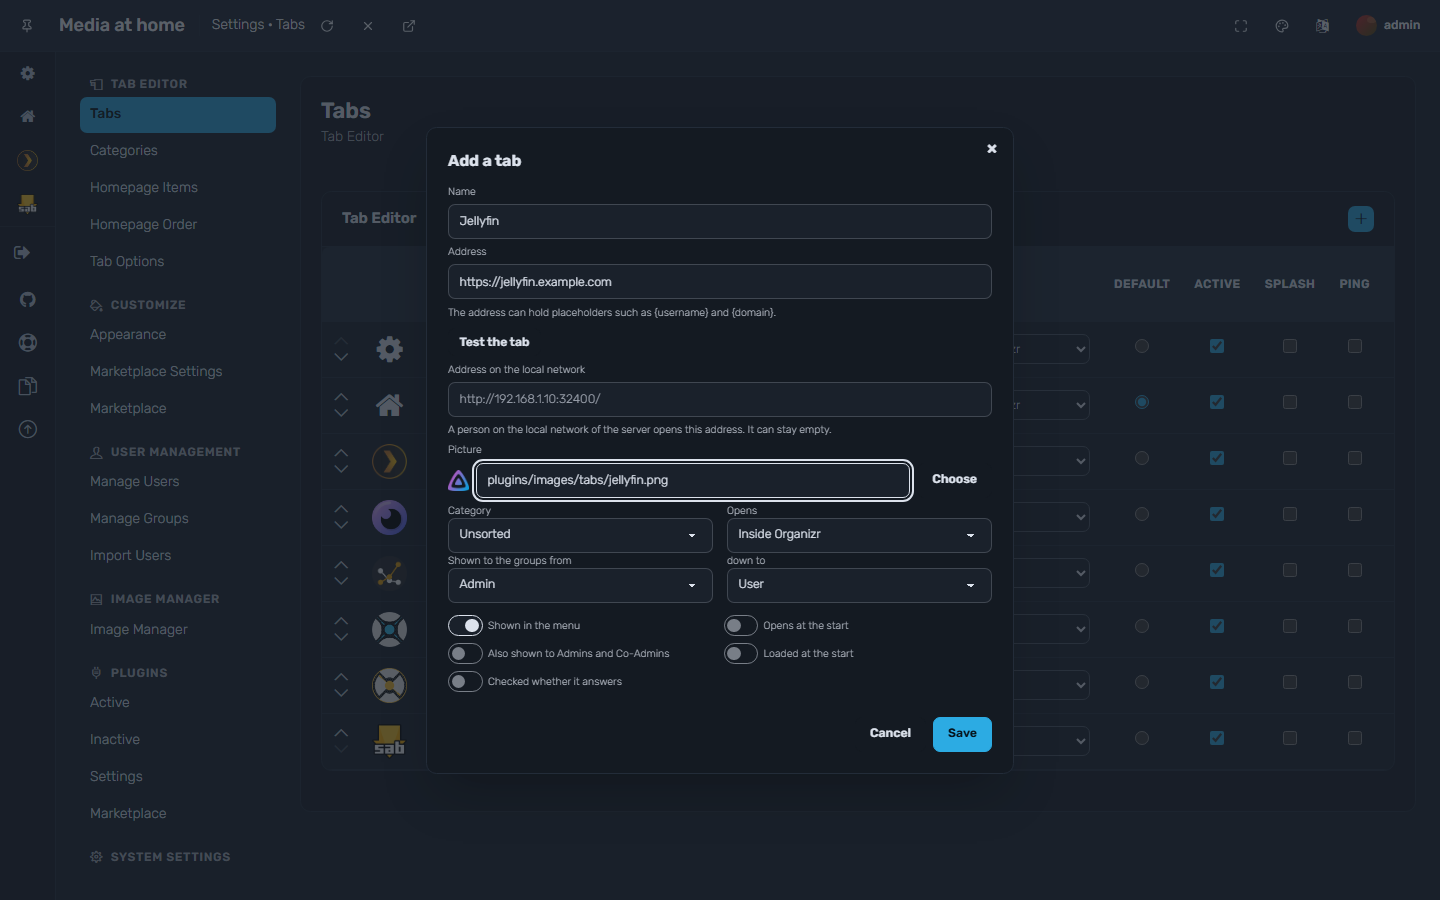 Media at home
Settings • Tabs
admin
TAB EDITOR
Tabs
Categories
Homepage Items
Homepage Order
Tab Options
CUSTOMIZE
Appearance
Marketplace Settings
Marketplace
USER MANAGEMENT
Manage Users
Manage Groups
Import Users
IMAGE MANAGER
Image Manager
PLUGINS
Active
Inactive
Settings
Marketplace
SYSTEM SETTINGS
Tabs
Tab Editor
Tab Editor
DEFAULT ACTIVE SPLASH PING
sab
sab
Add a tab
Name
Jellyfin
Address
https://jellyfin.example.com
The address can hold placeholders such as {username} and {domain}.
Test the tab
Address on the local network
http://192.168.1.10:32400/
A person on the local network of the server opens this address. It can stay empty.
Picture
plugins/images/tabs/jellyfin.png
Choose
Category
Opens
Unsorted
Inside Organizr
Shown to the groups from
down to
Admin
User
Shown in the menu
Opens at the start
Also shown to Admins and Co-Admins
Loaded at the start
Checked whether it answers
Cancel
Save